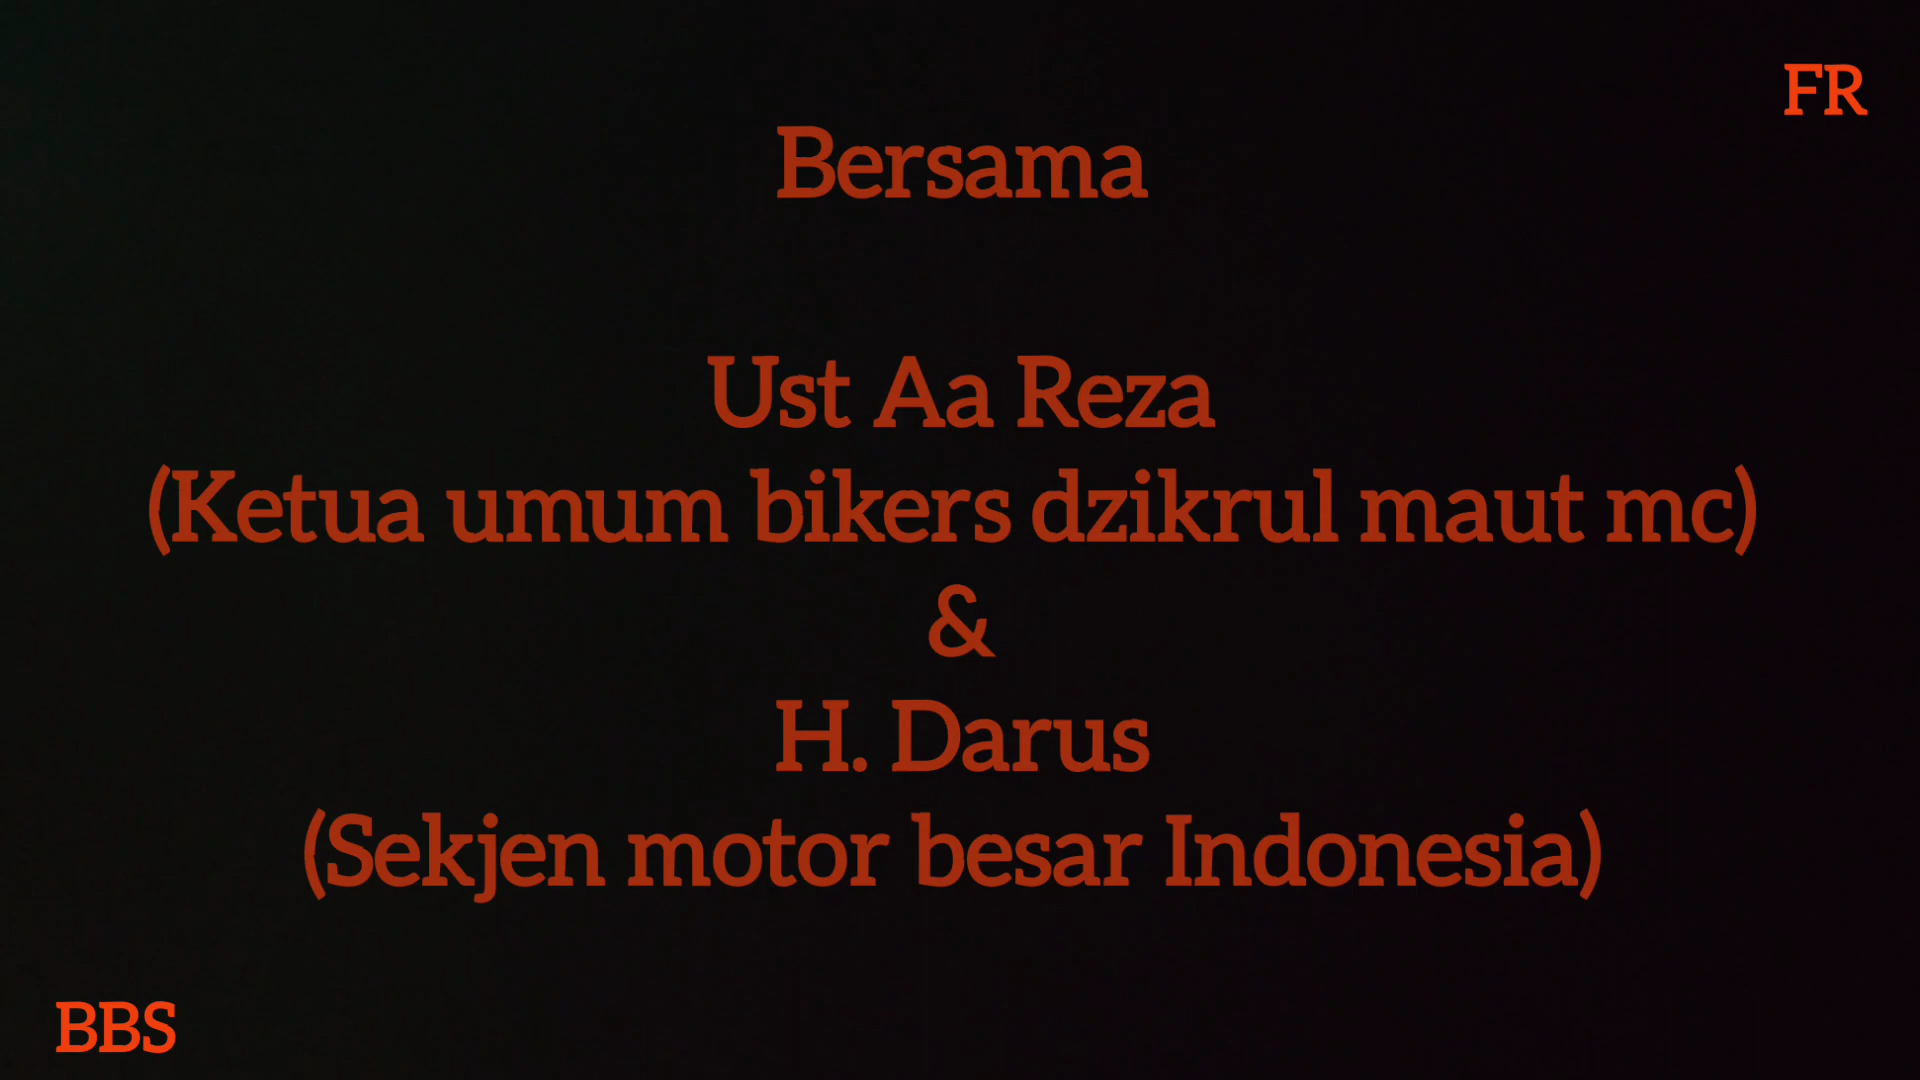 FR
Bersama
Ust Aa Reza
(Ketua umum bikers dzikrul maut mc)
&
H. Darus
(Sekjen motor besar Indonesia)
BBS